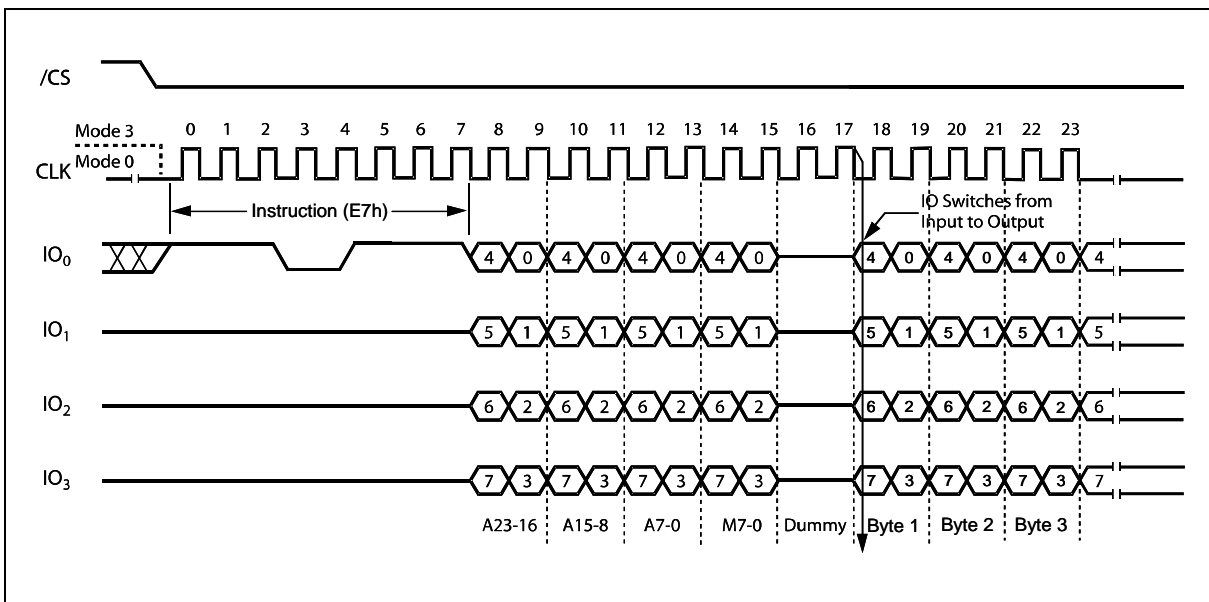 /CS
Mode 3
0 1 2 3 4 5 6 7 8 9 10 11 12 13 14 15 16 17 18 19 20 21 22 23
Mode 0
CLK
Instruction (E7h)
IO Switches from
Input to Output
IO0 4 0 4 0 4 0 4 0 4 0 4 0 4 0 4
IO1 5 1 5 1 5 1 5 1 5 1 5 1 5 1 5
IO2 6 2 6 2 6 2 6 2 6 2 6 2 6 2 6
IO3 7 3 7 3 7 3 7 3 7 3 7 3 7 3 7
A23-16 A15-8 A7-0 M7-0 Dummy Byte 1 Byte 2 Byte 3